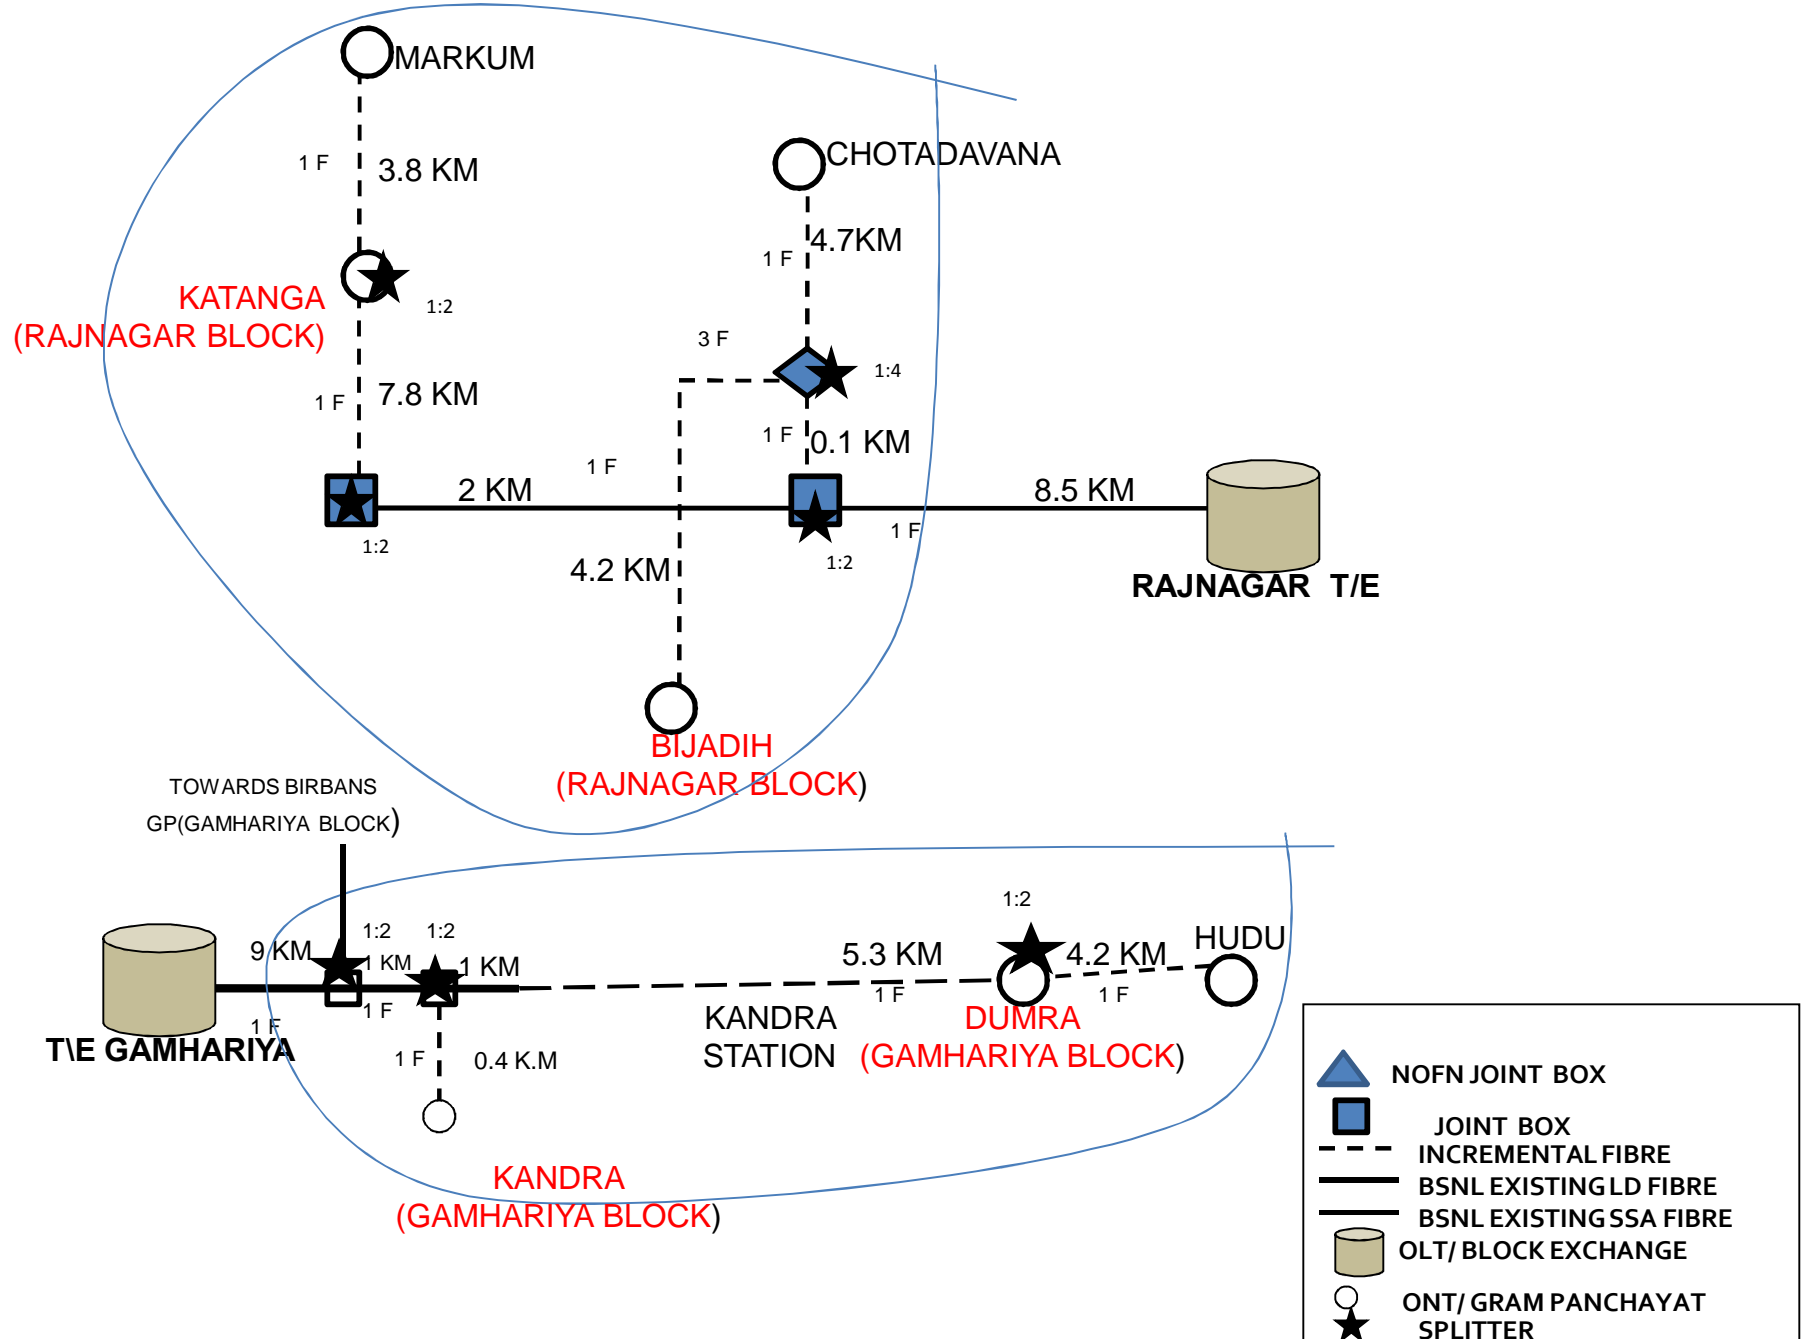 MARKUM
CHOTADAVANA
1 F
3.8 KM
4.7KM
1 F
KATANGA
(RAJNAGAR BLOCK)
1:2
3 F
1:4
1 F
7.8 KM
1 F
0.1 KM
1 F
2 KM
8.5 KM
1 F
1:2
1:2
4.2 KM
RAJNAGAR T/E
BIJADIH
(RAJNAGAR BLOCK)
TOWARDS BIRBANS
GP(GAMHARIYA BLOCK)
1:2
1:2
1:2
9 KM
1 KM
1 KM
5.3 KM
4.2 KM
HUDU
1 F
1 F
1 F
1 F
T\E GAMHARIYA
KANDRA
STATION
DUMRA
(GAMHARIYA BLOCK)
1 F
0.4 K.M
KANDRA
(GAMHARIYA BLOCK)
NOFN JOINT BOX
JOINT BOX
INCREMENTAL FIBRE
BSNL EXISTING LD FIBRE
BSNL EXISTING SSA FIBRE
OLT/ BLOCK EXCHANGE
ONT/ GRAM PANCHAYAT
SPLITTER